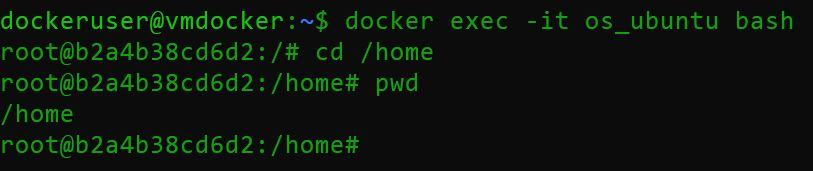 dockeruser@vmdocker:~$ docker exec -it os_ubuntu bash
root@b2a4b38cd6d2:/# cd /home
root@b2a4b38cd6d2:/home# pwd
/home
root@b2a4b38cd6d2:/home#